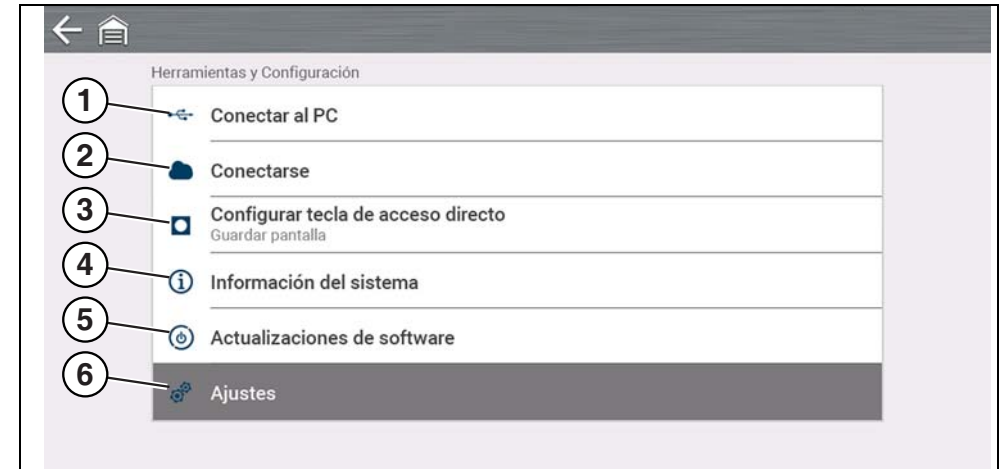 Herramientas y Configuración
1
Conectar al PC
2
Conectarse
3
Configurar tecla de acceso directo
Guardar pantalla
4
Información del sistema
5
Actualizaciones de software
6
Ajustes